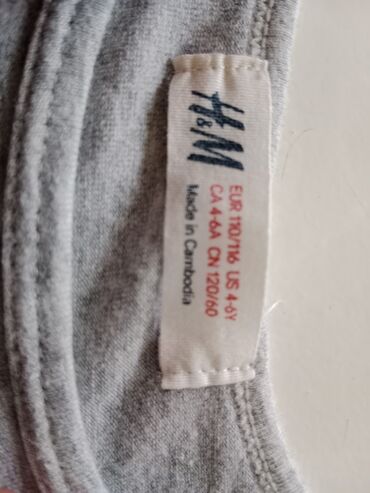 H&M
EUR 110/116 US 4-6Y
CA 4-6A CN 120/60
Made in Cambodia